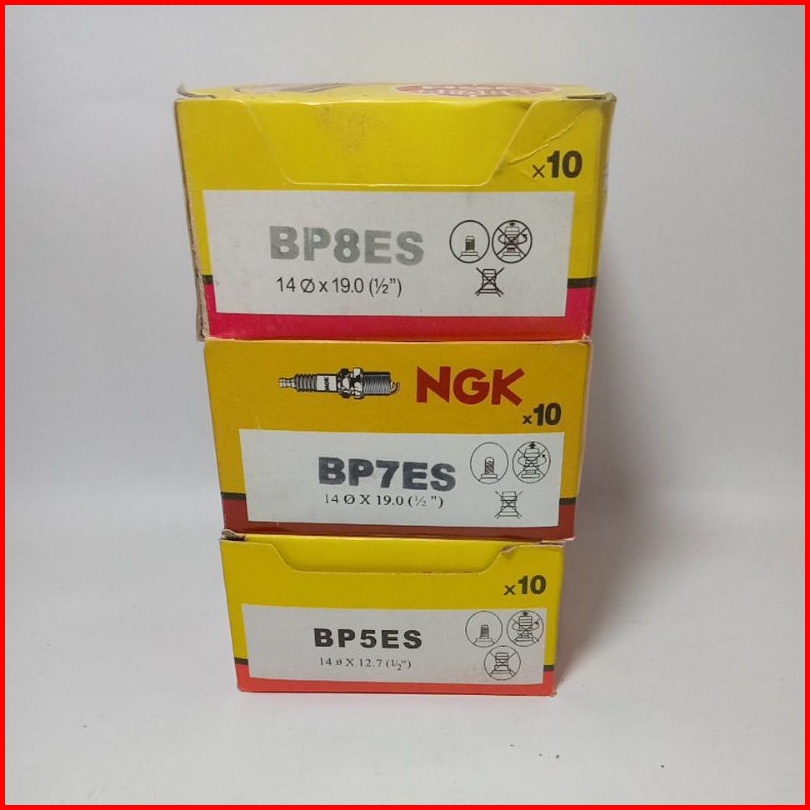 x10
BP8ES
14 Ø x 19.0 (½”)
NGK
x10
BP7ES
14 Ø X 19.0 (½ ")
x10
BP5ES
14 ø X 12.7 (1/2")